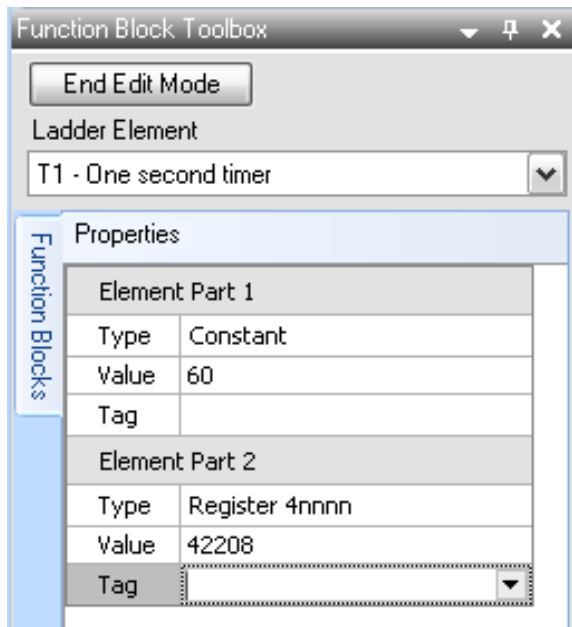 Function Block Toolbox
End Edit Mode
Ladder Element
T1 - One second timer
Function Blocks
Properties
Element Part 1
Type Constant
Value 60
Tag
Element Part 2
Type Register 4nnnn
Value 42208
Tag